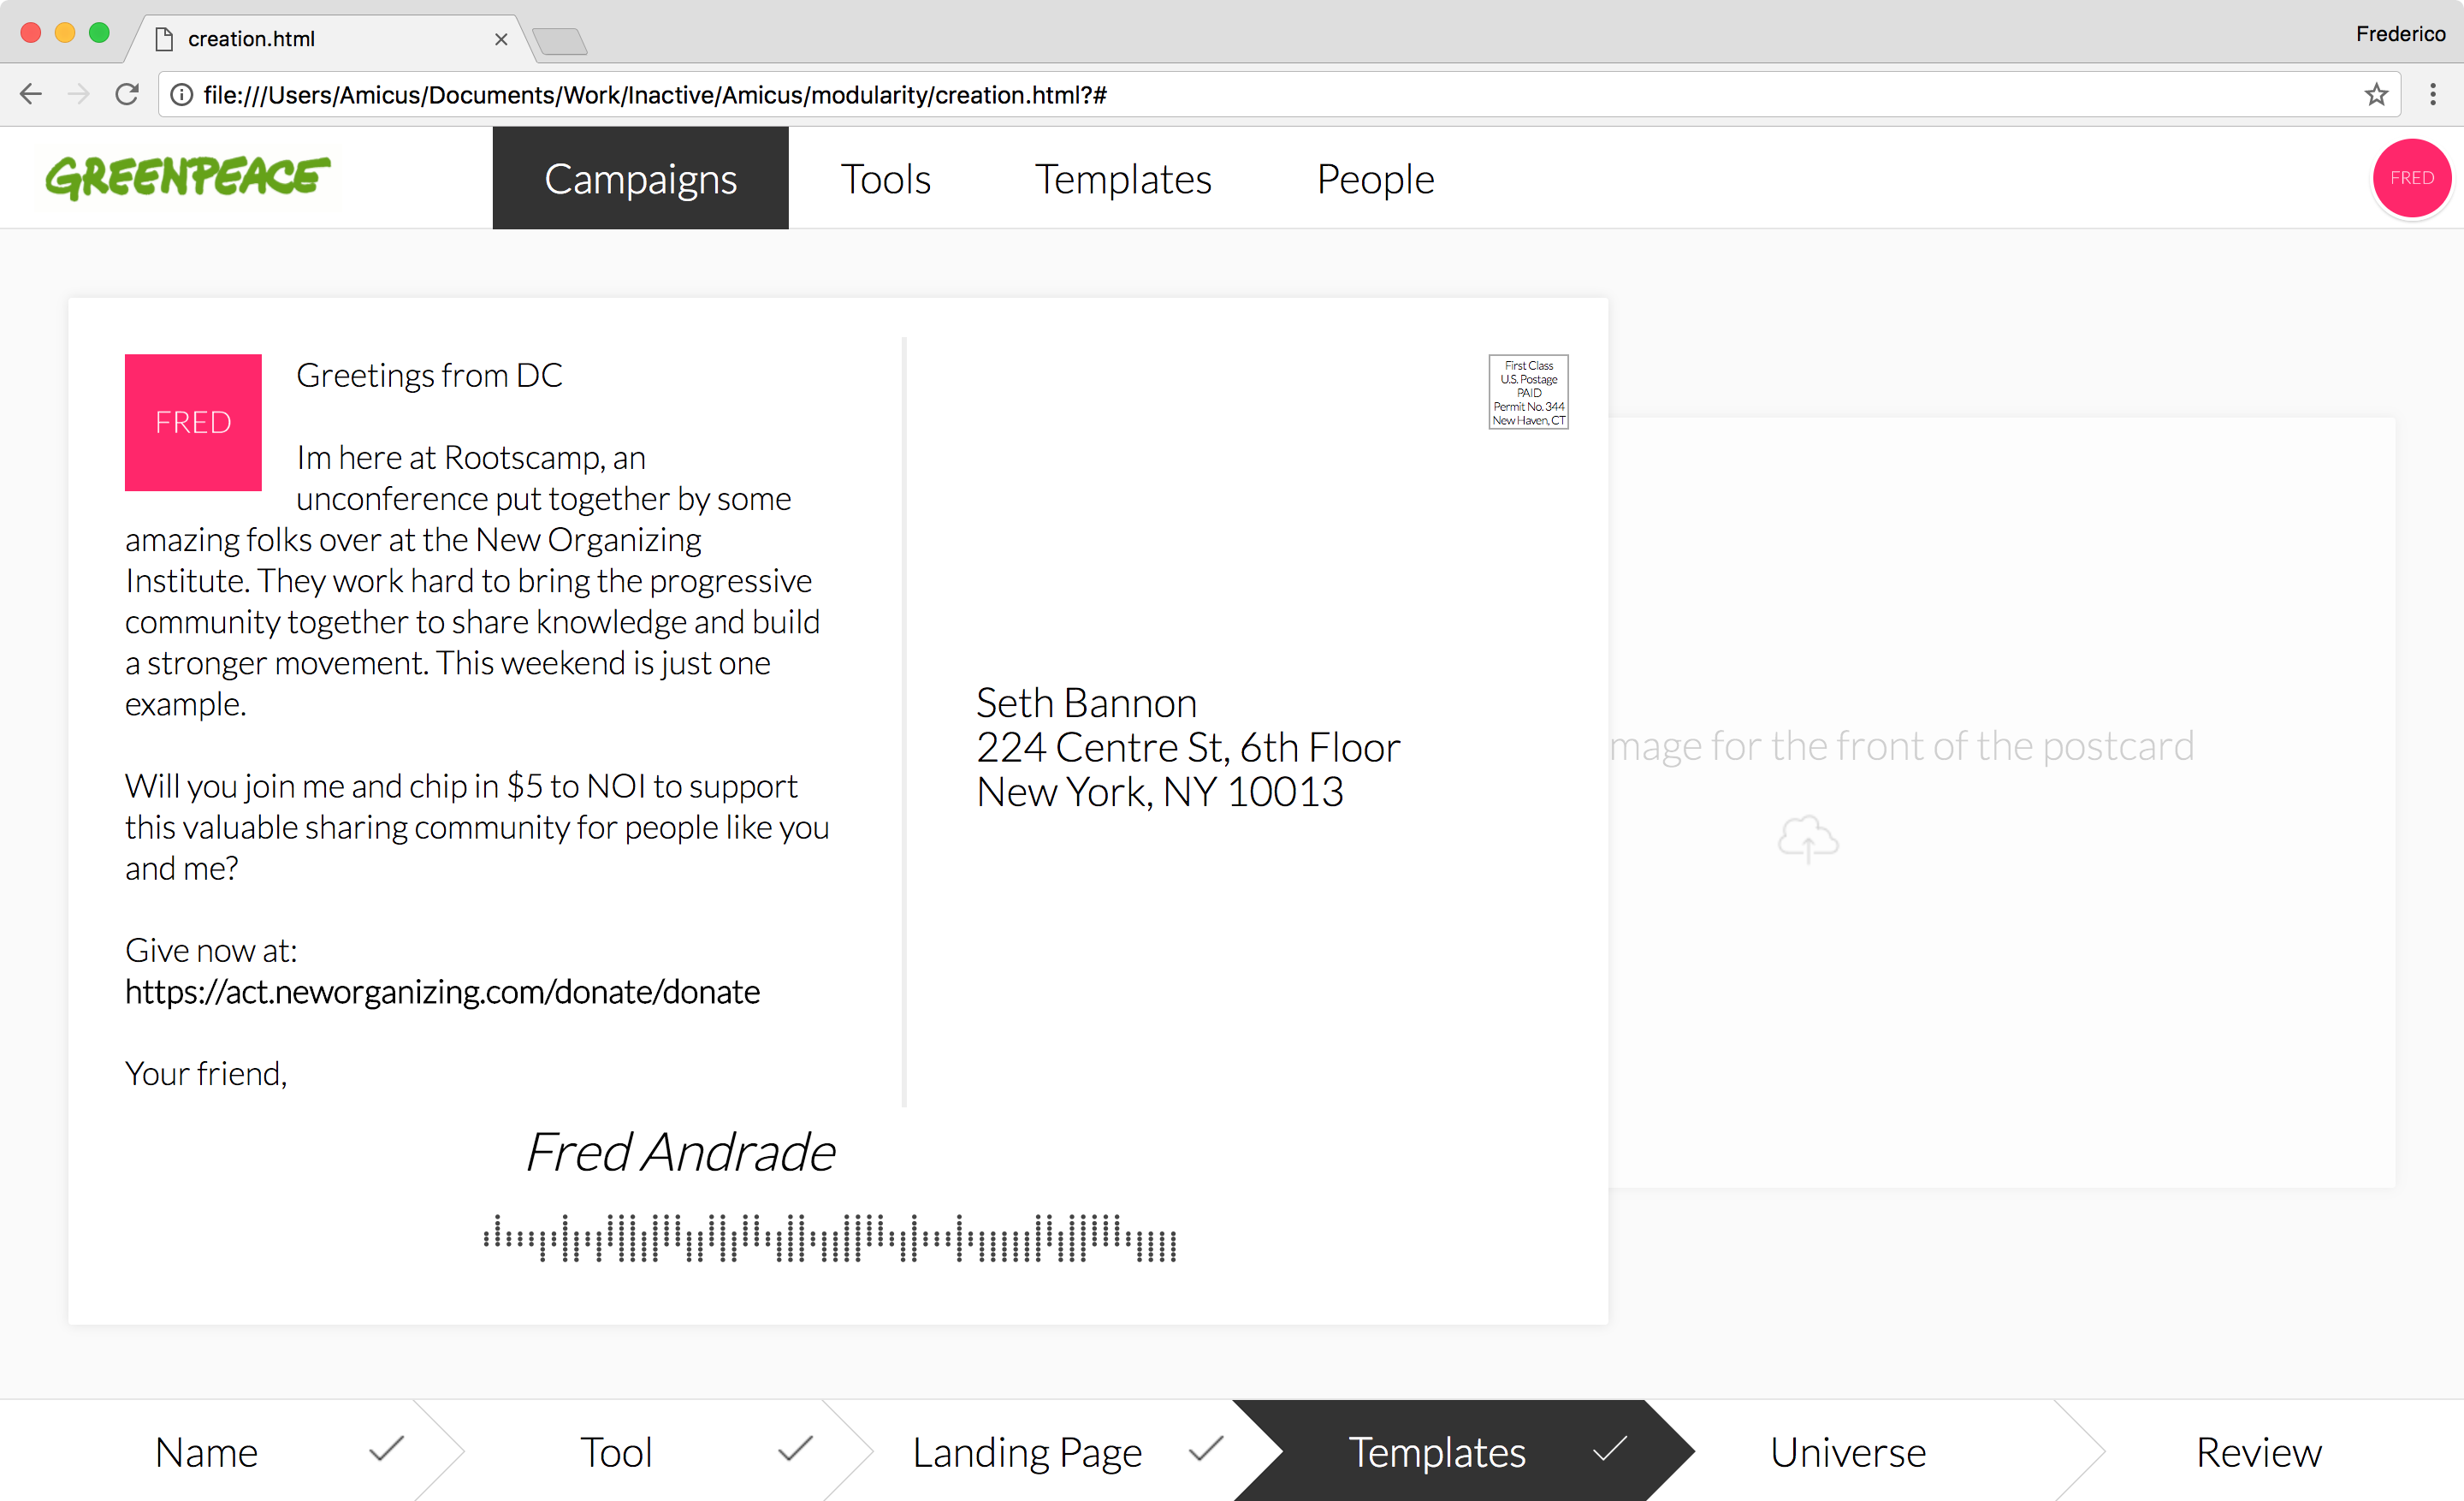 creation.html
Frederico
file:///Users/Amicus/Documents/Work/Inactive/Amicus/modularity/creation.html?#
GREENPEACE
Campaigns
Tools
Templates
People
FRED
FRED
Greetings from DC
Im here at Rootscamp, an
unconference put together by some
amazing folks over at the New Organizing
Institute. They work hard to bring the progressive
community together to share knowledge and build
a stronger movement. This weekend is just one
example.
Will you join me and chip in $5 to NOI to support
this valuable sharing community for people like you
and me?
Give now at:
https://act.neworganizing.com/donate/donate
Your friend,
Fred Andrade
First Class
U.S. Postage
PAID
Permit No. 344
New Haven, CT
Seth Bannon
224 Centre St, 6th Floor
New York, NY 10013
mage for the front of the postcard
Name
Tool
Landing Page
Templates
Universe
Review